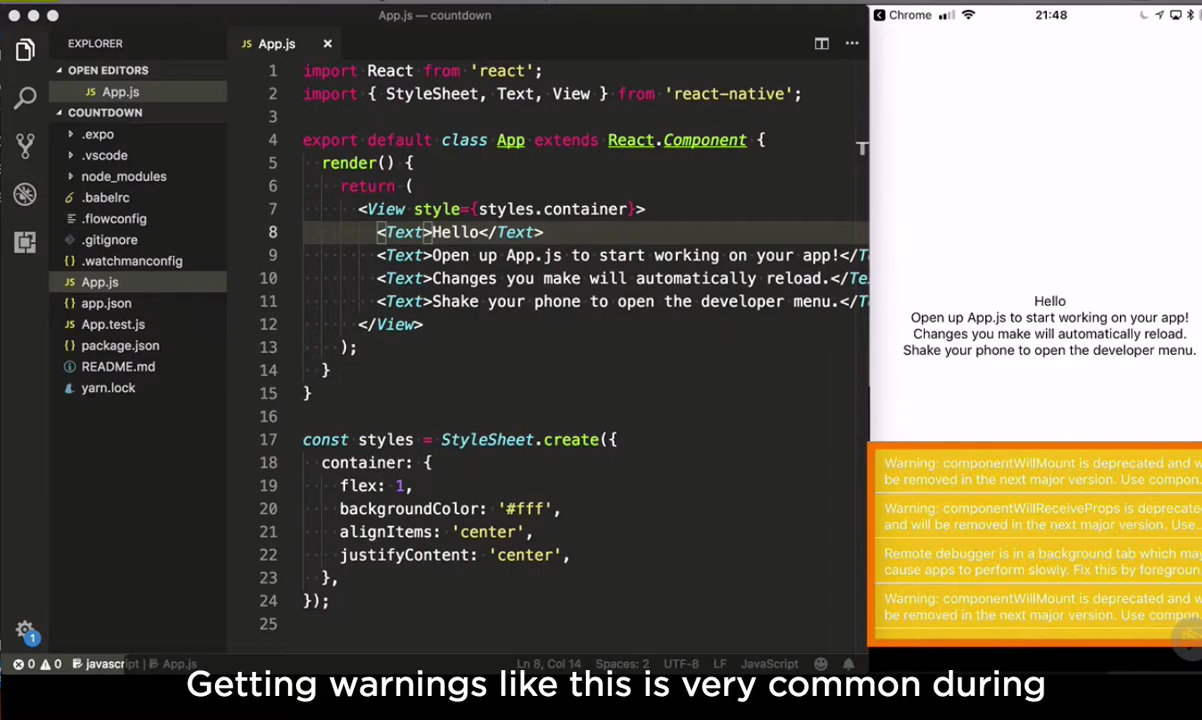 App.js — countdown
EXPLORER
OPEN EDITORS
JS App.js
COUNTDOWN
.expo
.vscode
node_modules
JS .babelrc
.flowconfig
.gitignore
{} .watchmanconfig
JS App.js
{} app.json
JS App.test.js
{} package.json
README.md
yarn.lock
1
JS App.js ×
1 import React from 'react';
2 import { StyleSheet, Text, View } from 'react-native';
3
4 export default class App extends React.Component {
5 render() {
6 return (
7 <View style={styles.container}>
8 <Text>Hello</Text>
9 <Text>Open up App.js to start working on your app!</T
10 <Text>Changes you make will automatically reload.</Te
11 <Text>Shake your phone to open the developer menu.</Te
12 </View>
13 );
14 }
15 }
16
17 const styles = StyleSheet.create({
18 container: {
19 flex: 1,
20 backgroundColor: '#fff',
21 alignItems: 'center',
22 justifyContent: 'center',
23 },
24 });
25
0 0 javascript App.js Ln 8, Col 14 Spaces: 2 UTF-8 LF JavaScript
Chrome 21:48
T
Hello
Open up App.js to start working on your app!
Changes you make will automatically reload.
Shake your phone to open the developer menu.
Warning: componentWillMount is deprecated and w
be removed in the next major version. Use compon.
Warning: componentWillReceiveProps is deprecate
and will be removed in the next major version. Use...
Remote debugger is in a background tab which may
cause apps to perform slowly. Fix this by foregroun
Warning: componentWillMount is deprecated and w
be removed in the next major version. Use compon.
Getting warnings like this is very common during